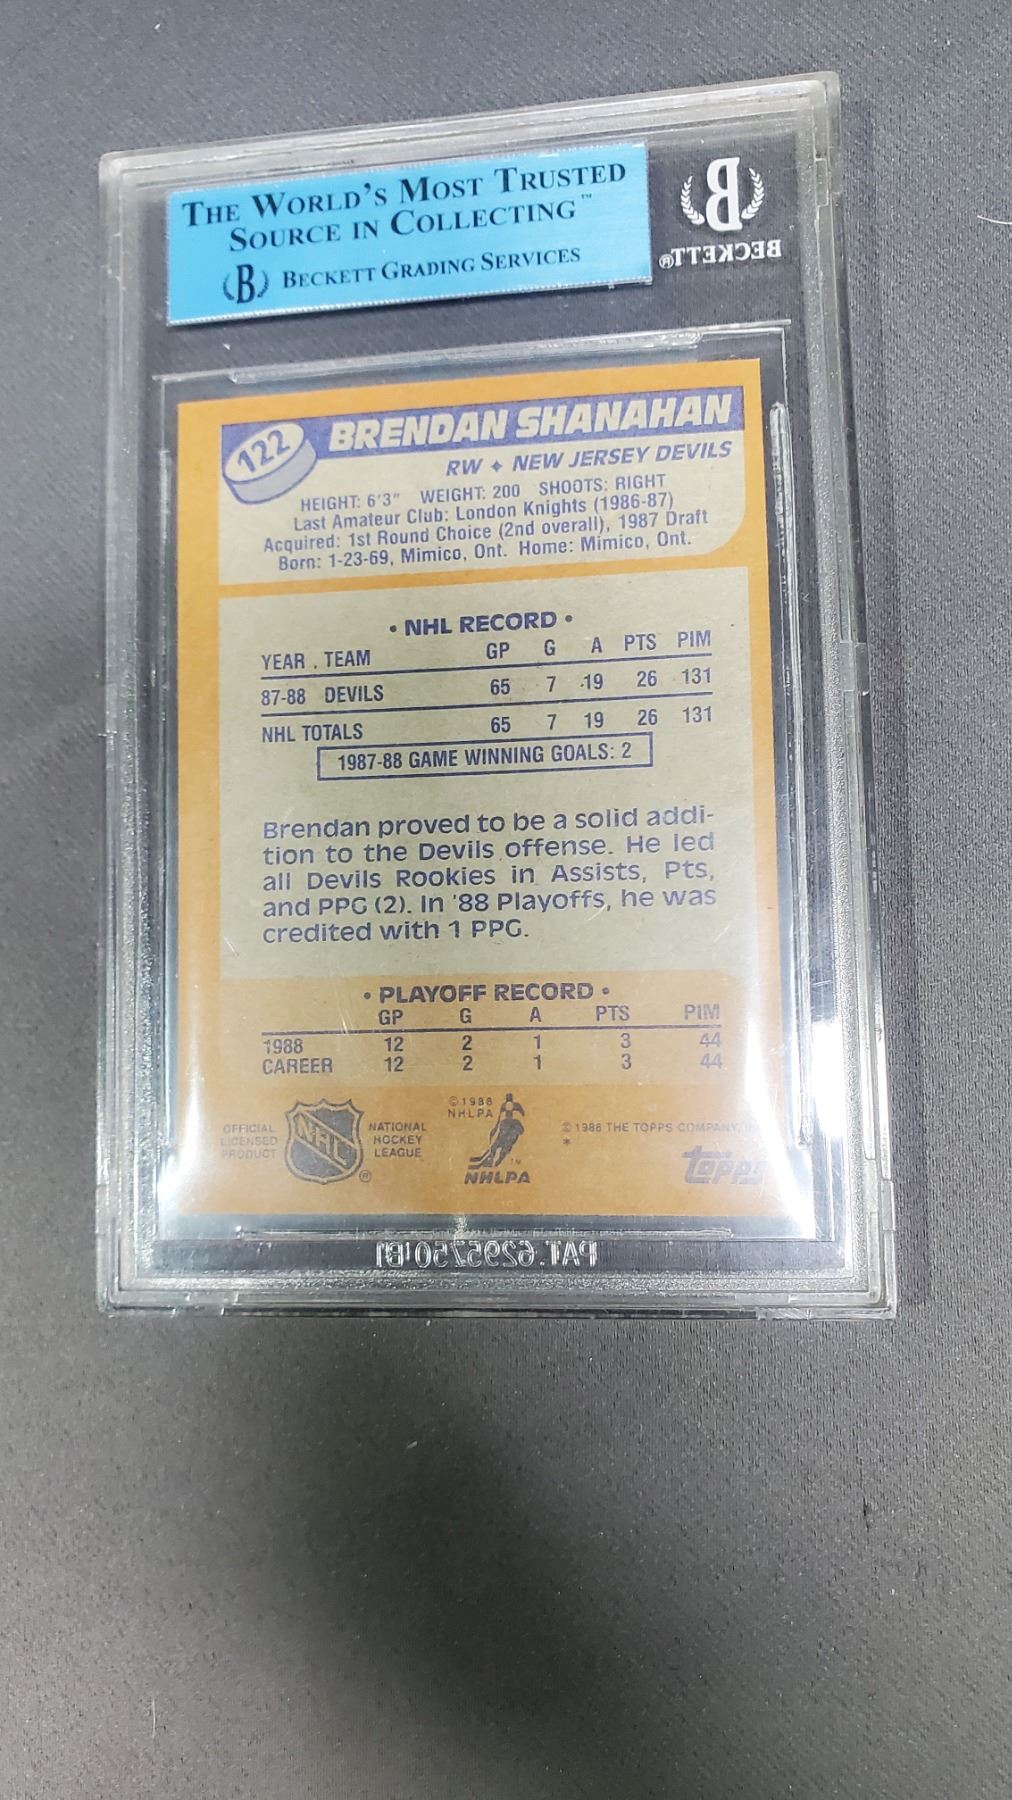 THE WORLD'S MOST TRUSTED
SOURCE IN COLLECTING™
B BECKETT GRADING SERVICES
B
BECKETT®
122
BRENDAN SHANAHAN
RW ✦ NEW JERSEY DEVILS
HEIGHT: 6'3" WEIGHT: 200 SHOOTS: RIGHT
Last Amateur Club: London Knights (1986-87)
Acquired: 1st Round Choice (2nd overall), 1987 Draft
Born: 1-23-69, Mimico, Ont. Home: Mimico, Ont.
• NHL RECORD •
YEAR TEAM GP G A PTS PIM
87-88 DEVILS 65 7 19 26 131
NHL TOTALS 65 7 19 26 131
1987-88 GAME WINNING GOALS: 2
Brendan proved to be a solid addi-
tion to the Devils offense. He led
all Devils Rookies in Assists, Pts,
and PPG (2). In '88 Playoffs, he was
credited with 1 PPG.
• PLAYOFF RECORD •
GP G A PTS PIM
1988 12 2 1 3 44
CAREER 12 2 1 3 44
OFFICIAL
LICENSED
PRODUCT
NHL
®
NATIONAL
HOCKEY
LEAGUE
©1988
NHLPA
TM
NHLPA
©1988 THE TOPPS COMPANY,
*
topps
PAT. 6295750 B1